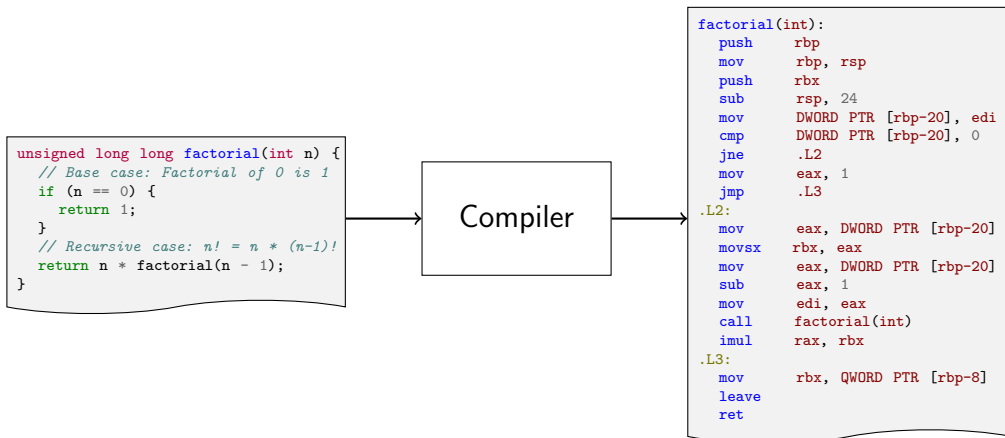 unsigned long long factorial(int n) {
// Base case: Factorial of 0 is 1
if (n == 0) {
return 1;
}
// Recursive case: n! = n * (n-1)!
return n * factorial(n - 1);
}
Compiler
factorial(int):
push rbp
mov rbp, rsp
push rbx
sub rsp, 24
mov DWORD PTR [rbp-20], edi
cmp DWORD PTR [rbp-20], 0
jne .L2
mov eax, 1
jmp .L3
.L2:
mov eax, DWORD PTR [rbp-20]
movsx rbx, eax
mov eax, DWORD PTR [rbp-20]
sub eax, 1
mov edi, eax
call factorial(int)
imul rax, rbx
.L3:
mov rbx, QWORD PTR [rbp-8]
leave
ret